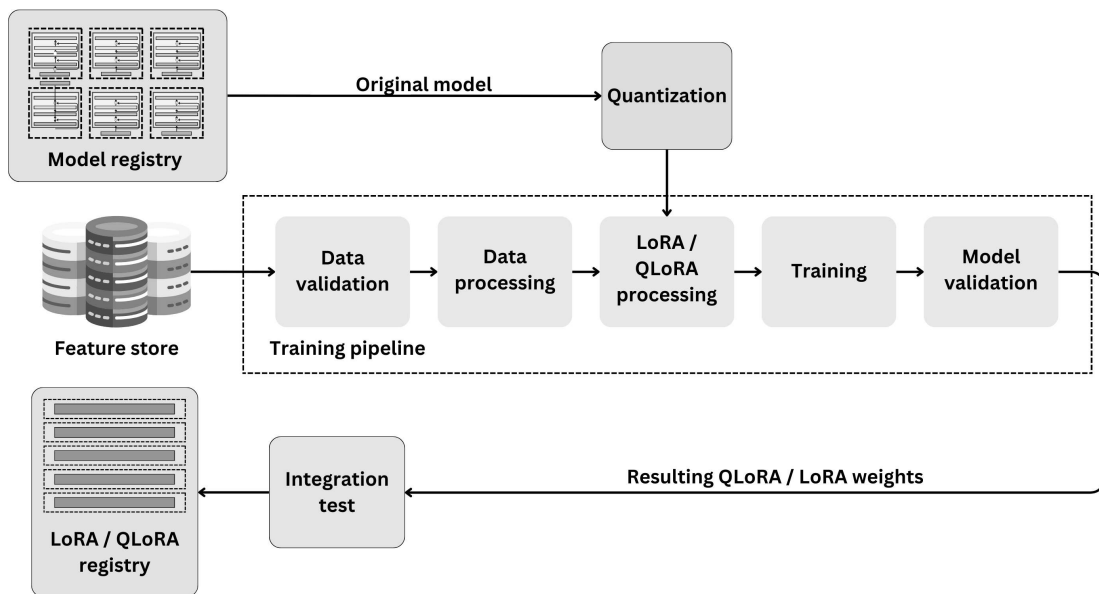 Original model
Quantization
Model registry
Data
validation
Data
processing
LoRA /
QLoRA
processing
Training
Model
validation
Feature store
Training pipeline
Resulting QLoRA / LoRA weights
Integration
test
LoRA / QLoRA
registry